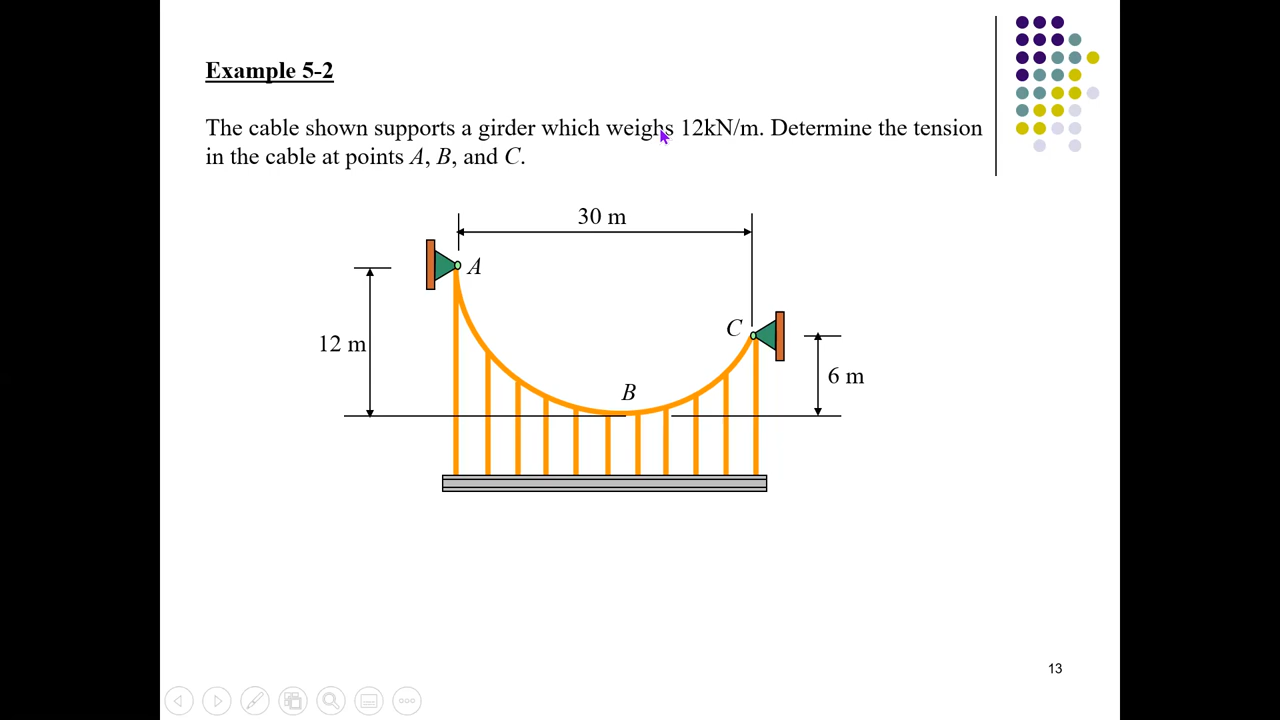 Example 5-2
The cable shown supports a girder which weighs 12kN/m. Determine the tension
in the cable at points A, B, and C.
30 m
A
C
12 m
6 m
B
13